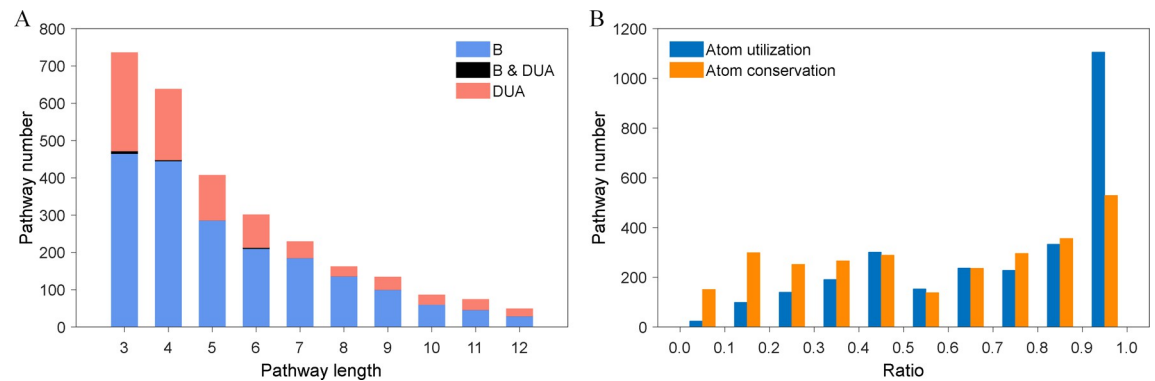 A
800
700
600
500
400
300
200
100
0
Pathway number
B
B & DUA
DUA
3 4 5 6 7 8 9 10 11 12
Pathway length
B
1200
1000
800
600
400
200
0
Pathway number
Atom utilization
Atom conservation
0.0 0.1 0.2 0.3 0.4 0.5 0.6 0.7 0.8 0.9 1.0
Ratio